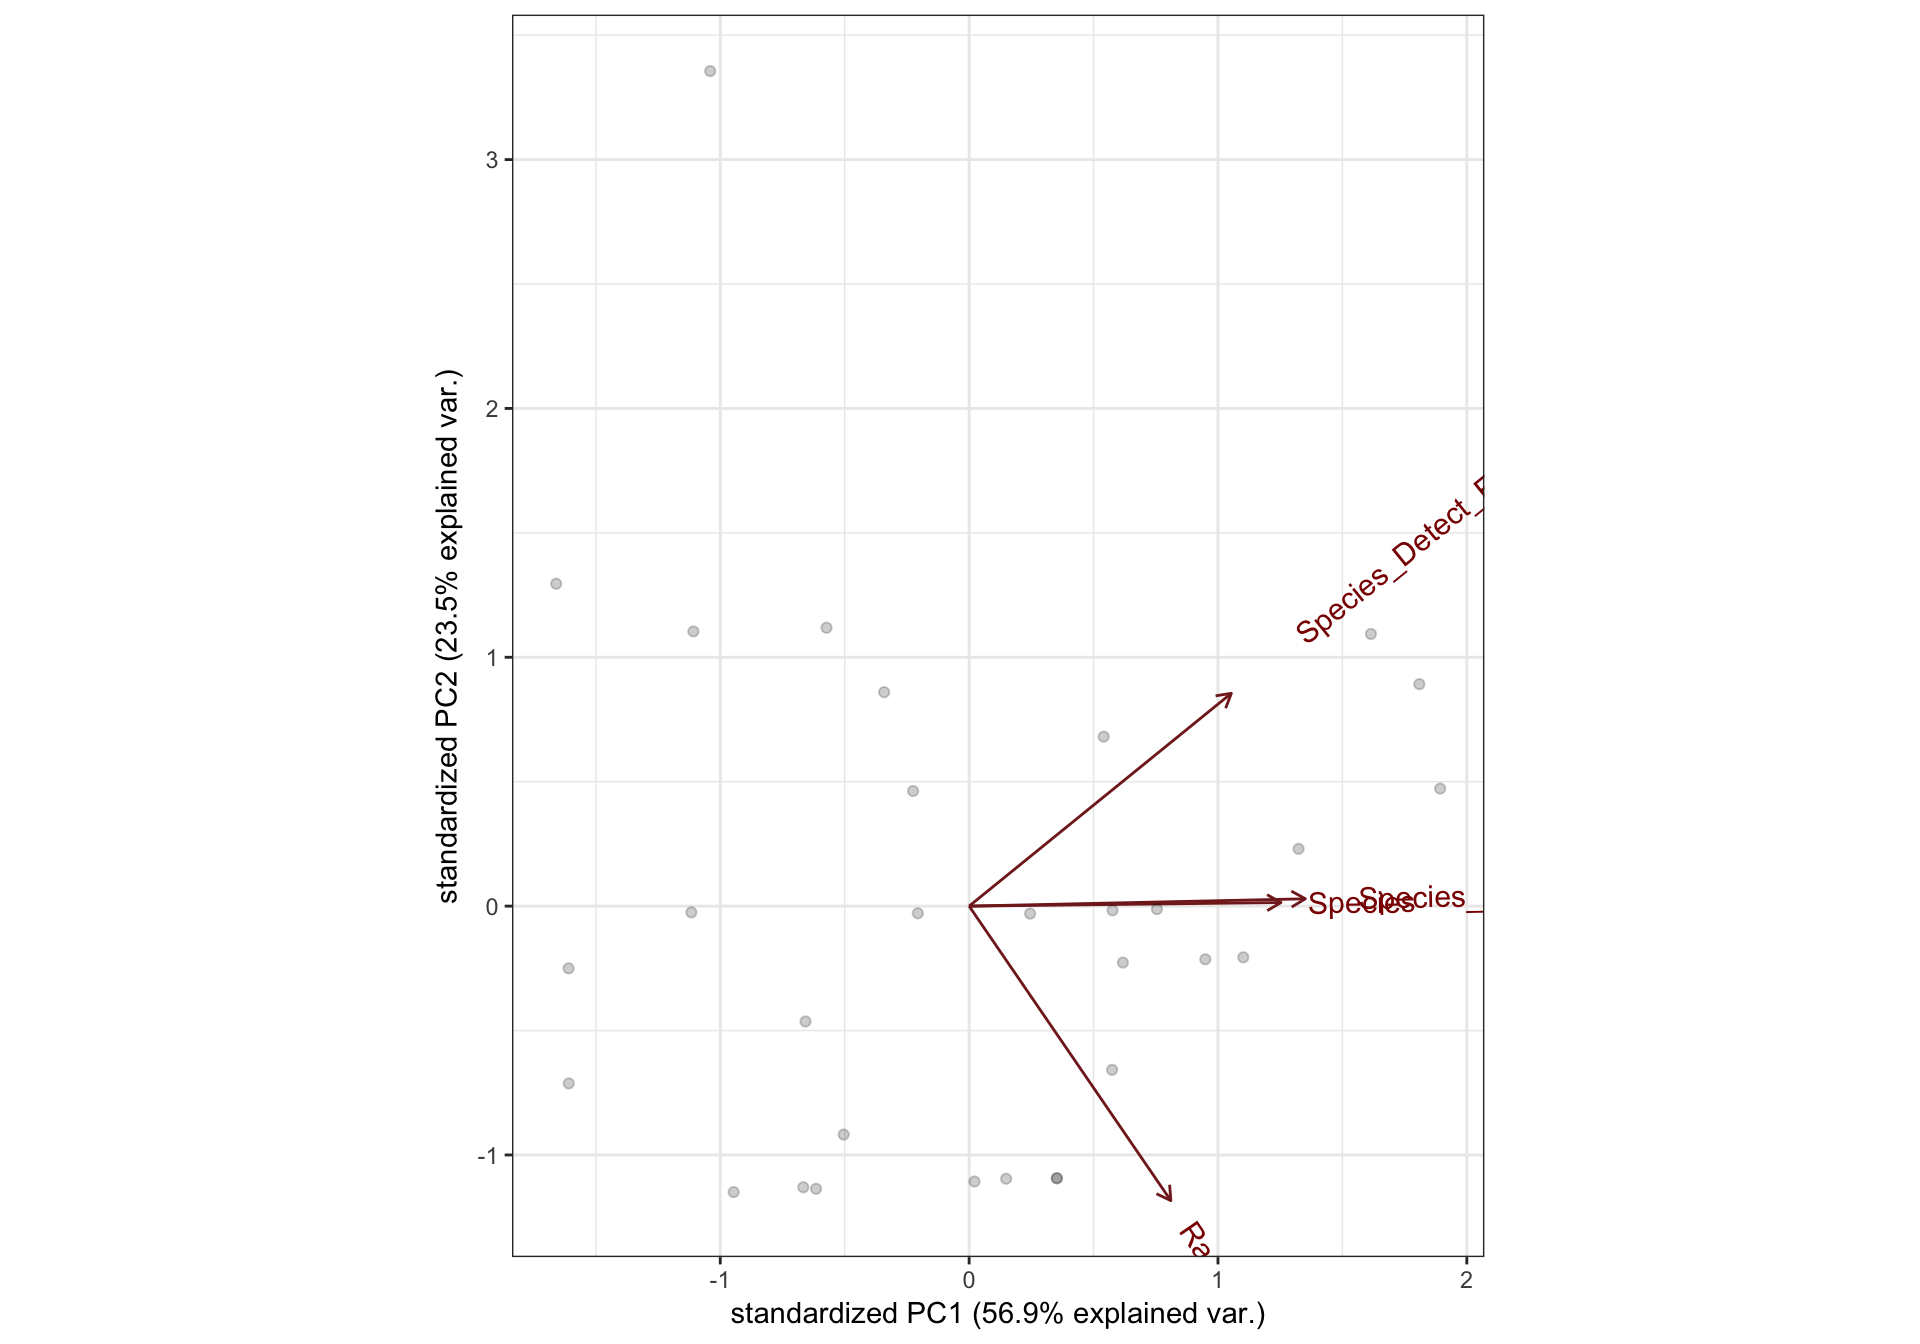 3
2
1
0
-1
standardized PC2 (23.5% explained var.)
Species_Detect_
Species
Species_
Ra
-1 0 1 2
standardized PC1 (56.9% explained var.)